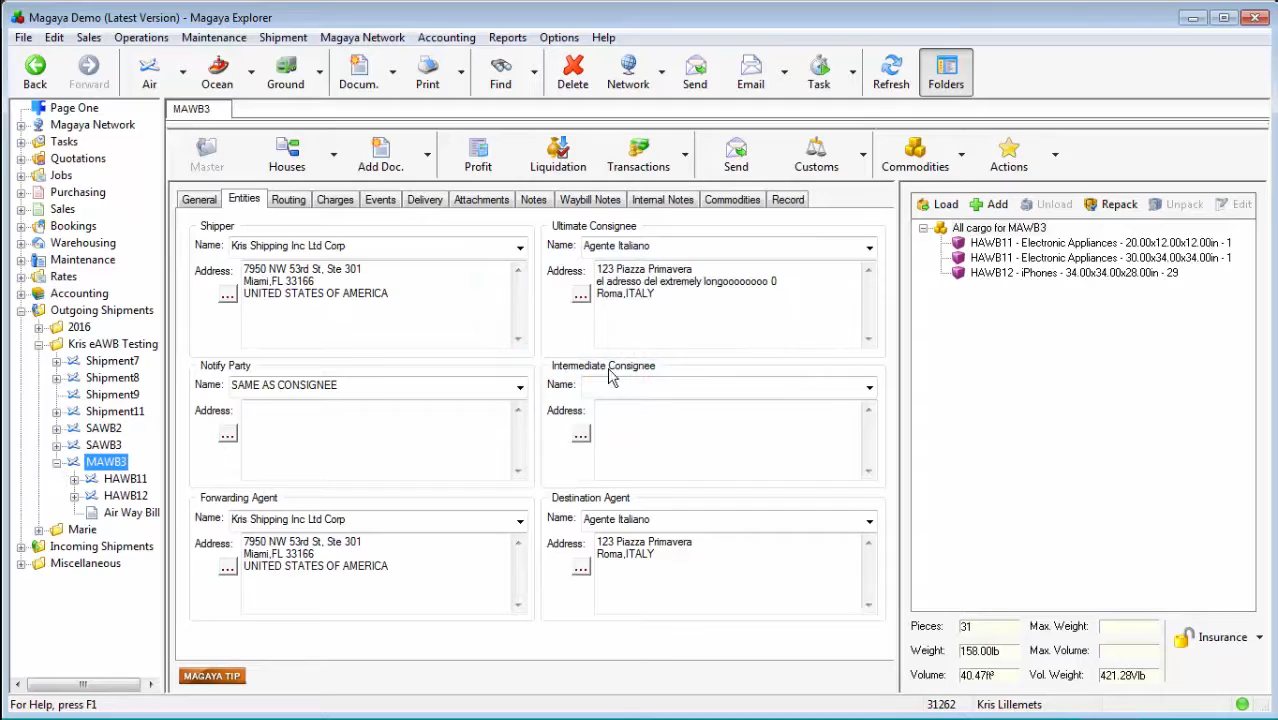 Magaya Demo (Latest Version) - Magaya Explorer
File Edit Sales Operations Maintenance Shipment Magaya Network Accounting Reports Options Help
Back Forward Air Ocean Ground Docum. Print Find Delete Network Send Email Task Refresh Folders
Page One
Magaya Network
Tasks
Quotations
Jobs
Purchasing
Sales
Bookings
Warehousing
Maintenance
Rates
Accounting
Outgoing Shipments
2016
Kris eAWB Testing
Shipment7
Shipment8
Shipment9
Shipment11
SAWB2
SAWB3
MAWB3
HAWB11
HAWB12
Air Way Bill
Marie
Incoming Shipments
Miscellaneous
MAWB3
Master Houses Add Doc. Profit Liquidation Transactions Send Customs Commodities Actions
General Entities Routing Charges Events Delivery Attachments Notes Waybill Notes Internal Notes Commodities Record
Shipper
Name: Kris Shipping Inc Ltd Corp
Address: 7950 NW 53rd St, Ste 301
Miami,FL 33166
... UNITED STATES OF AMERICA
Ultimate Consignee
Name: Agente Italiano
Address: 123 Piazza Primavera
el adresso del extremely longoooooooo 0
... Roma,ITALY
Notify Party
Name: SAME AS CONSIGNEE
Address:
...
Intermediate Consignee
Name:
Address:
...
Forwarding Agent
Name: Kris Shipping Inc Ltd Corp
Address: 7950 NW 53rd St, Ste 301
Miami,FL 33166
... UNITED STATES OF AMERICA
Destination Agent
Name: Agente Italiano
Address: 123 Piazza Primavera
Roma,ITALY
...
MAGAYA TIP
Load Add Unload Repack Unpack Edit
All cargo for MAWB3
HAWB11 - Electronic Appliances - 20.00x12.00x12.00in - 1
HAWB11 - Electronic Appliances - 30.00x34.00x34.00in - 1
HAWB12 - iPhones - 34.00x34.00x28.00in - 29
Pieces: 31 Max. Weight:
Weight: 158.00lb Max. Volume:
Volume: 40.47ft³ Vol. Weight: 421.28Vlb
Insurance
For Help, press F1 31262 Kris Lillemets